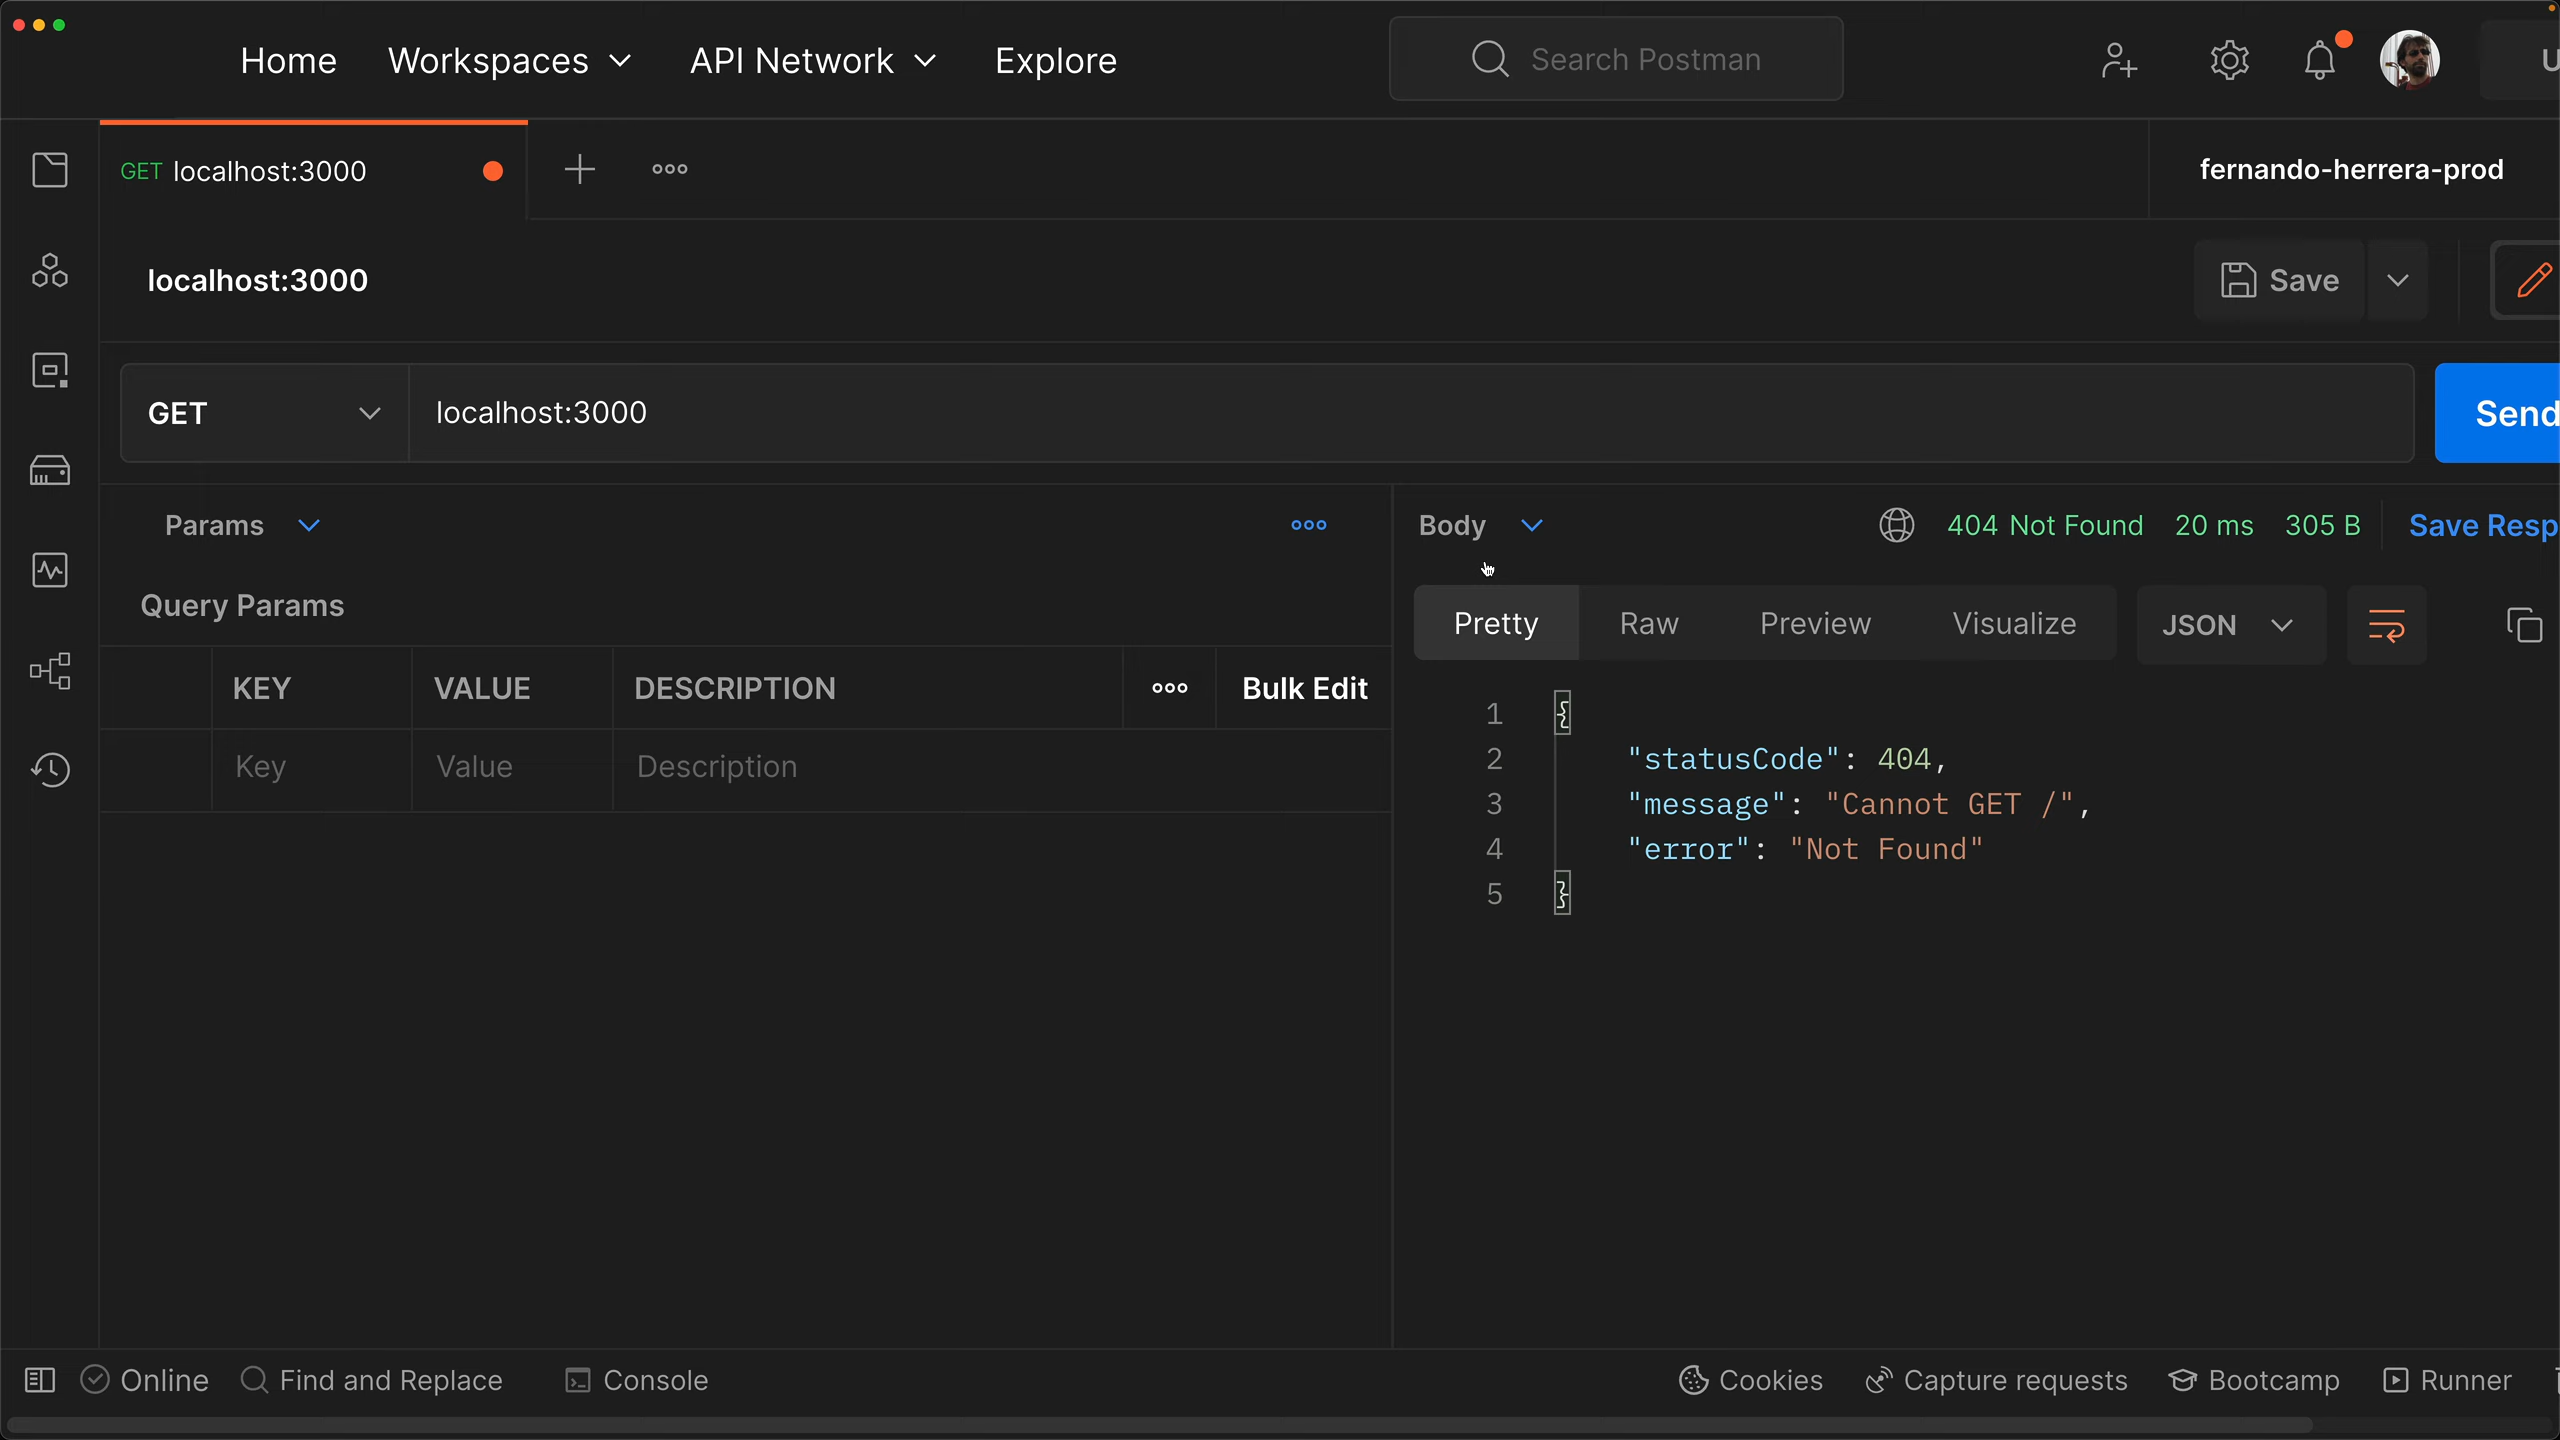 Home Workspaces API Network Explore Search Postman
GET localhost:3000 fernando-herrera-prod
localhost:3000 Save
GET localhost:3000 Send
Params Body 404 Not Found 20 ms 305 B Save Resp
Query Params Pretty Raw Preview Visualize JSON
KEY VALUE DESCRIPTION Bulk Edit
Key Value Description
1 {
2 "statusCode": 404,
3 "message": "Cannot GET /",
4 "error": "Not Found"
5 }
Online Find and Replace Console Cookies Capture requests Bootcamp Runner